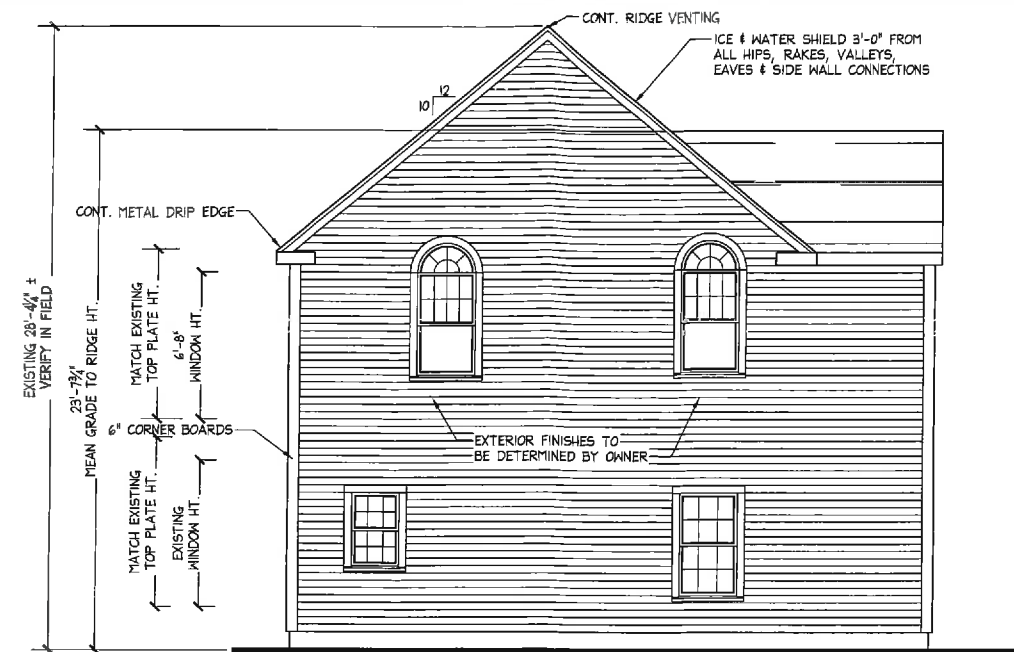 CONT. RIDGE VENTING
ICE & WATER SHIELD 3'-0" FROM
ALL HIPS, RAKES, VALLEYS,
EAVES & SIDE WALL CONNECTIONS
12
10
CONT. METAL DRIP EDGE
EXISTING 28'-4¼" ±
VERIFY IN FIELD
23'-7¾"
MEAN GRADE TO RIDGE HT.
MATCH EXISTING
TOP PLATE HT.
6'-8"
WINDOW HT.
6" CORNER BOARDS
EXTERIOR FINISHES TO
BE DETERMINED BY OWNER
MATCH EXISTING
TOP PLATE HT.
EXISTING
WINDOW HT.